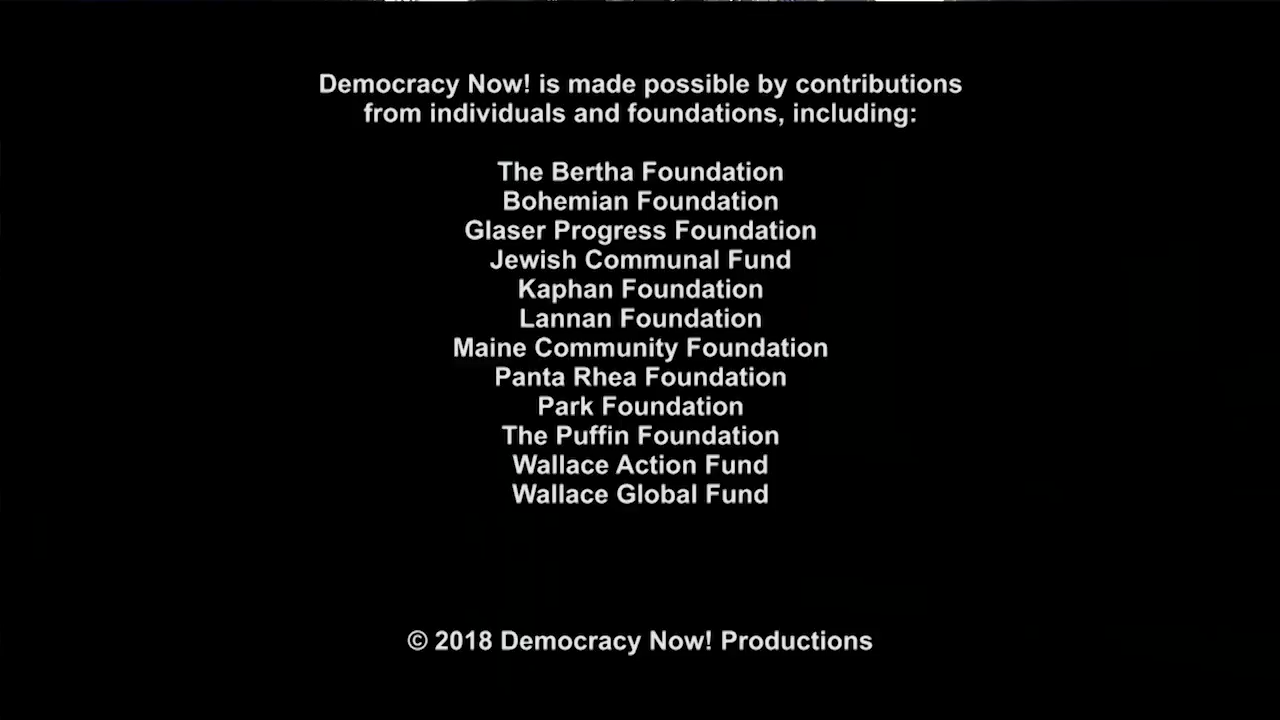 Democracy Now! is made possible by contributions
from individuals and foundations, including:
The Bertha Foundation
Bohemian Foundation
Glaser Progress Foundation
Jewish Communal Fund
Kaphan Foundation
Lannan Foundation
Maine Community Foundation
Panta Rhea Foundation
Park Foundation
The Puffin Foundation
Wallace Action Fund
Wallace Global Fund
© 2018 Democracy Now! Productions